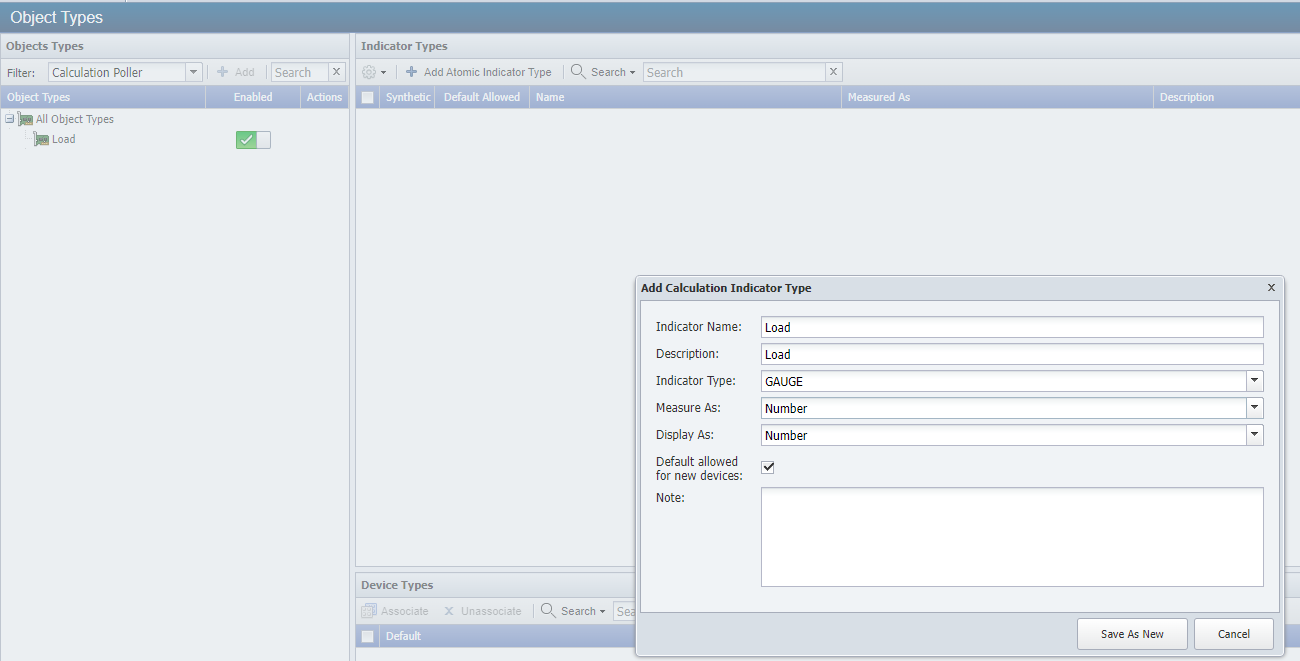 Object Types
Objects Types
Filter: Calculation Poller Add Search X
Object Types Enabled Actions
All Object Types
Load
Indicator Types
Add Atomic Indicator Type Search Search X
Synthetic Default Allowed Name Measured As Description
Add Calculation Indicator Type X
Indicator Name: Load
Description: Load
Indicator Type: GAUGE
Measure As: Number
Display As: Number
Default allowed
for new devices:
Note:
Save As New Cancel
Device Types
Associate X Unassociate Search Sea
Default